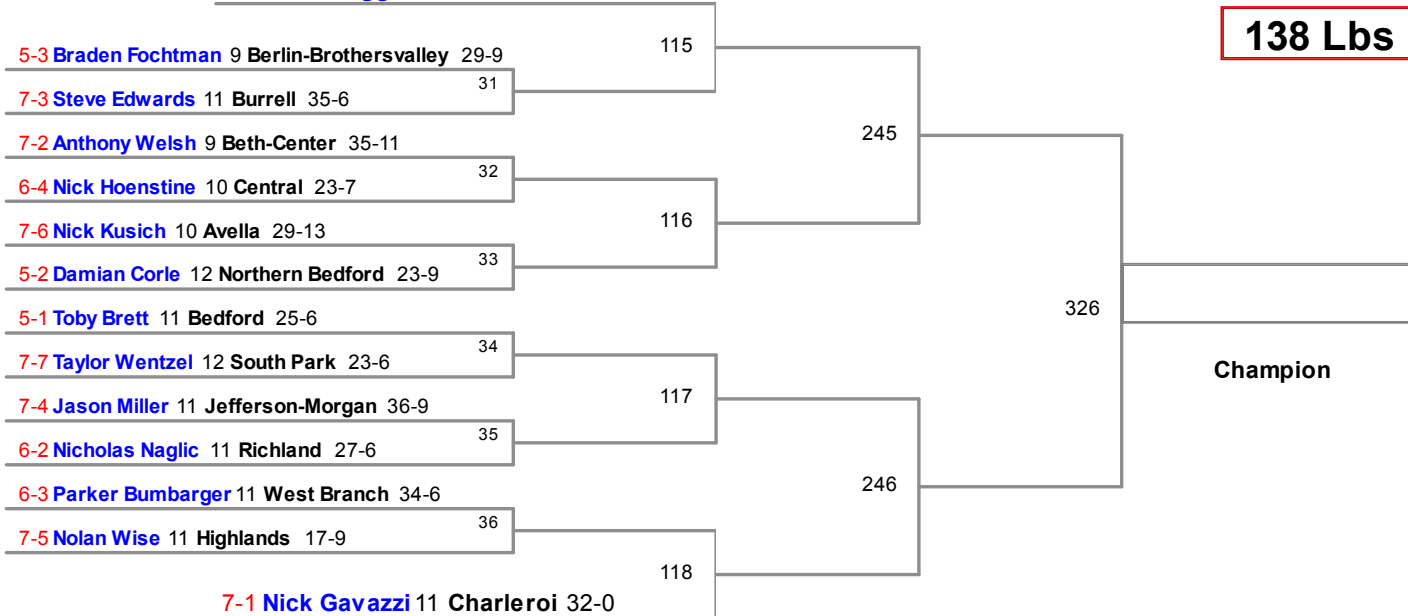 138 Lbs
115
5-3 Braden Fochtman 9 Berlin-Brothersvalley 29-9
31
7-3 Steve Edwards 11 Burrell 35-6
245
7-2 Anthony Welsh 9 Beth-Center 35-11
32
6-4 Nick Hoenstine 10 Central 23-7
116
7-6 Nick Kusich 10 Avella 29-13
33
5-2 Damian Corle 12 Northern Bedford 23-9
326
5-1 Toby Brett 11 Bedford 25-6
34
7-7 Taylor Wentzel 12 South Park 23-6
Champion
117
7-4 Jason Miller 11 Jefferson-Morgan 36-9
35
6-2 Nicholas Naglic 11 Richland 27-6
246
6-3 Parker Bumbarger 11 West Branch 34-6
36
7-5 Nolan Wise 11 Highlands 17-9
118
7-1 Nick Gavazzi 11 Charleroi 32-0